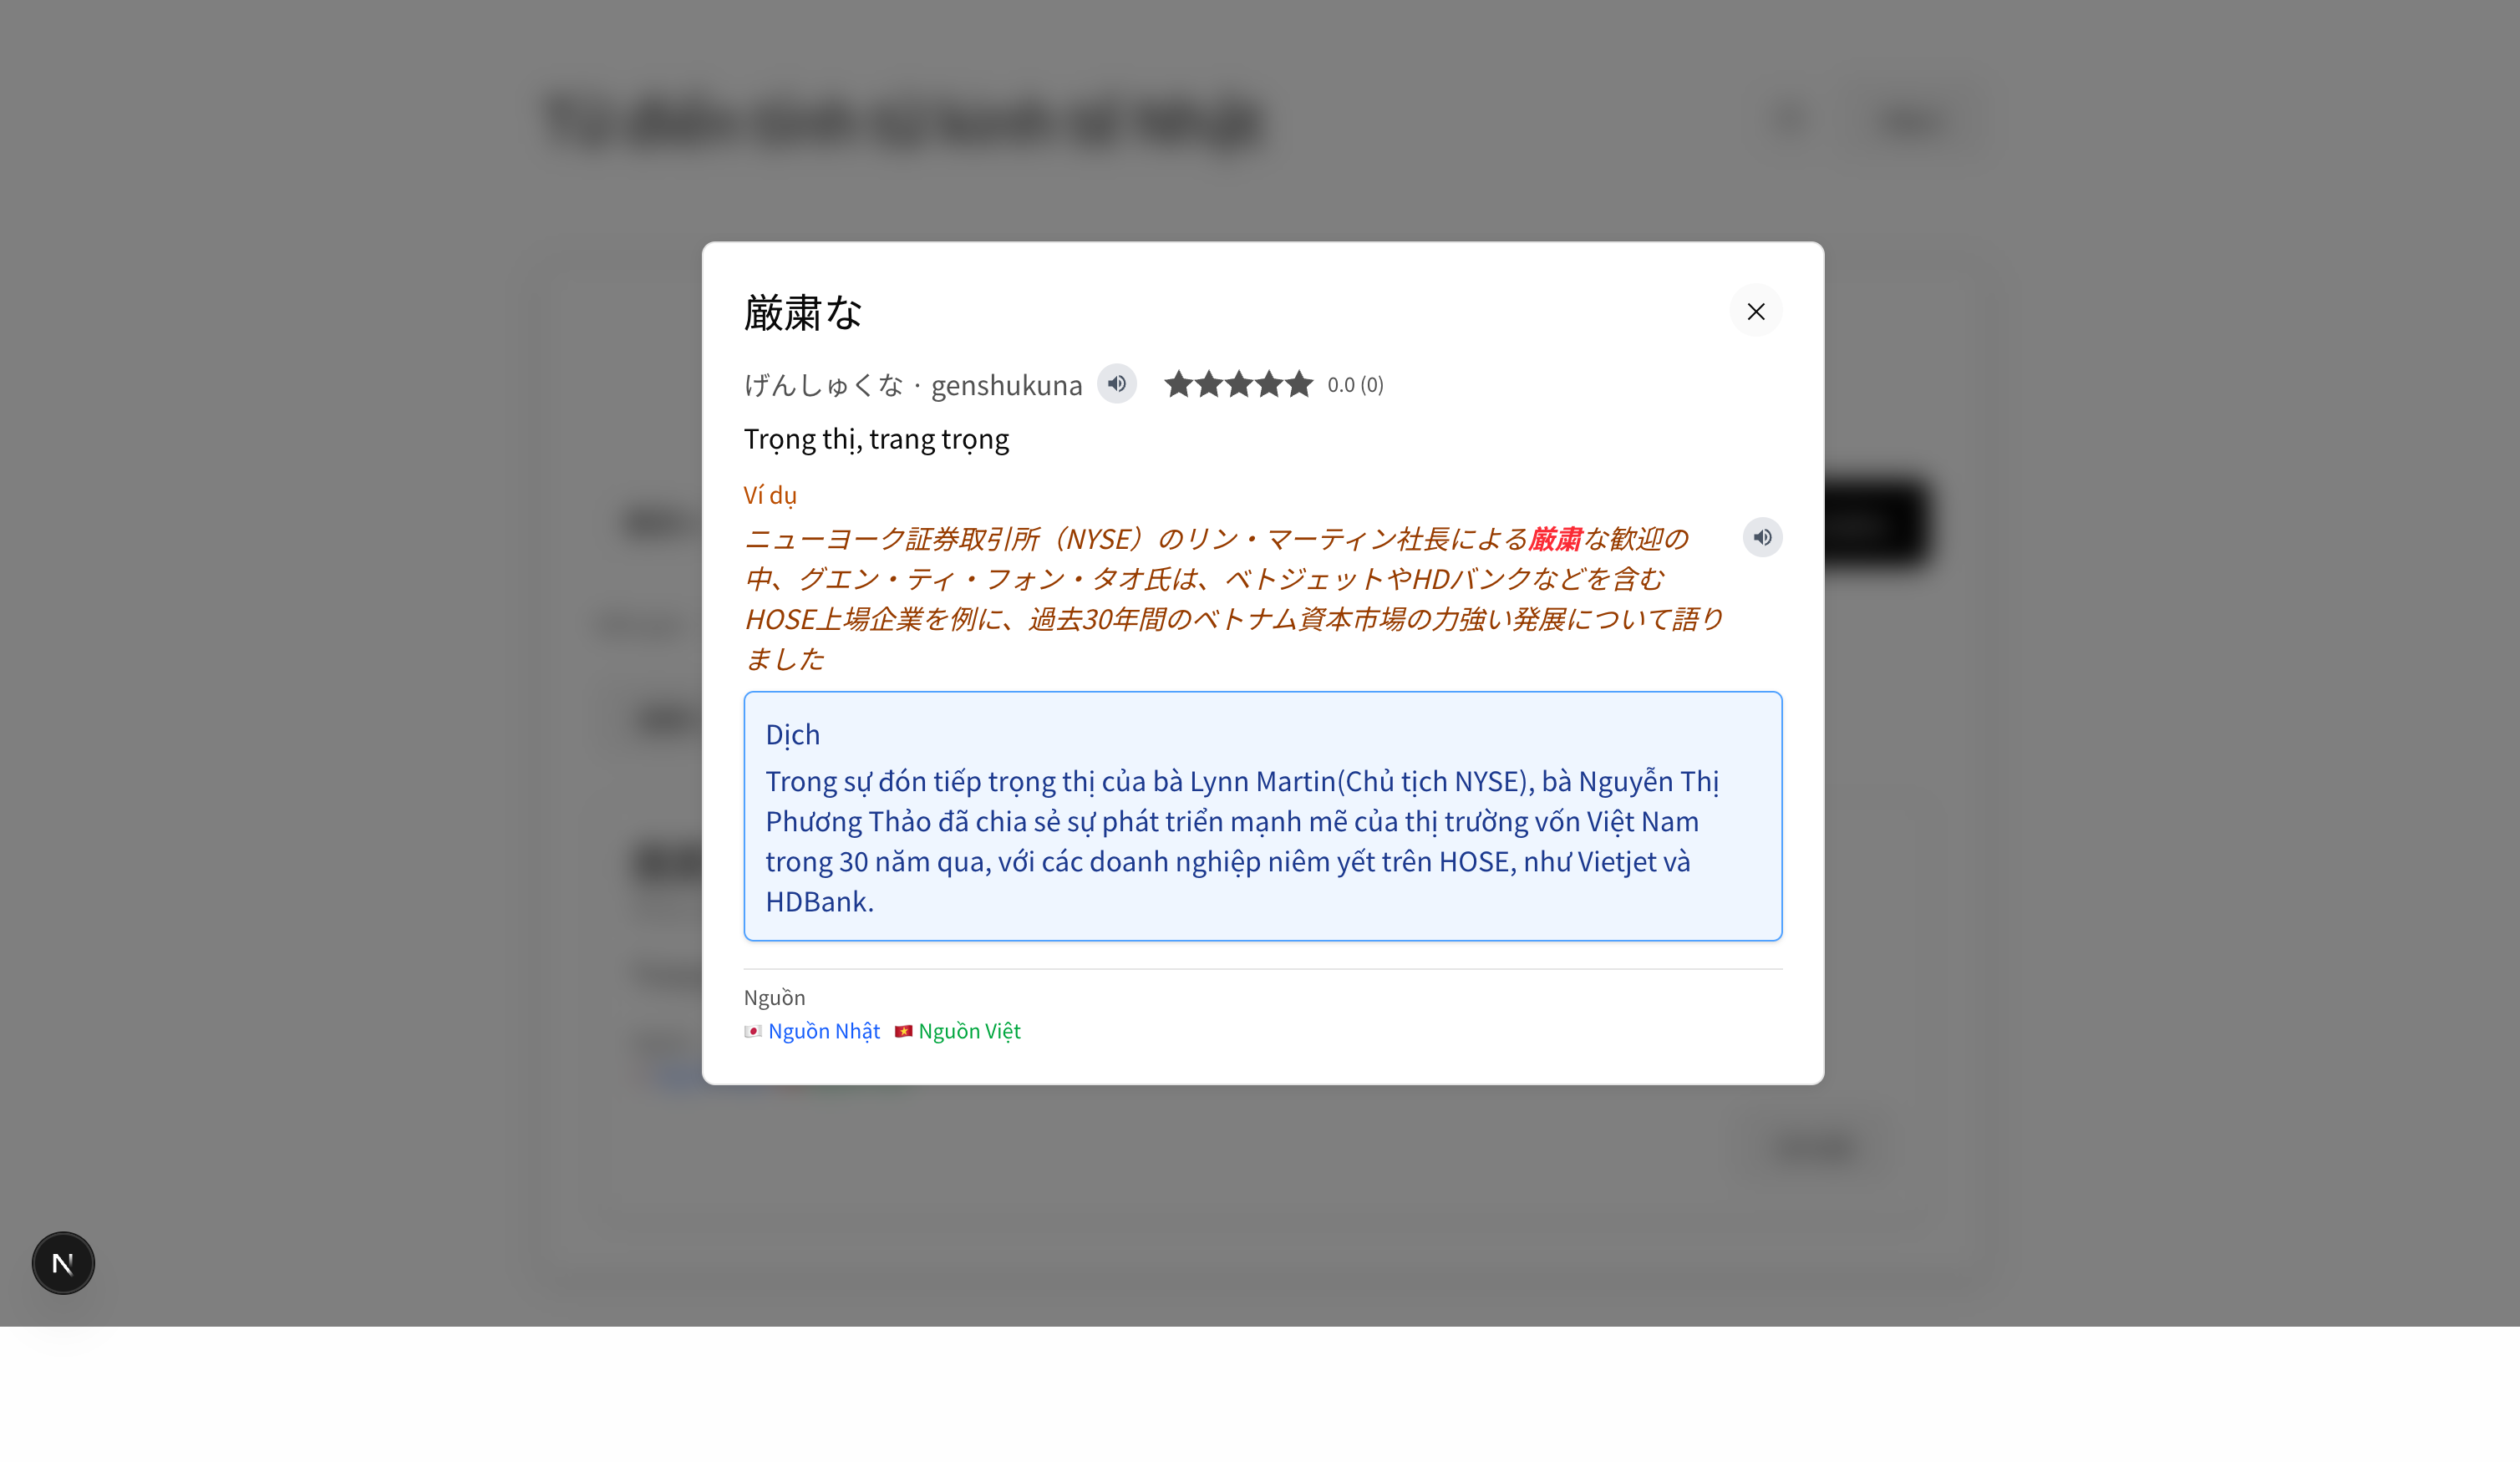 厳粛な
げんしゅくな · genshukuna 0.0 (0)
Trọng thị, trang trọng
Ví dụ
ニューヨーク証券取引所（NYSE）のリン・マーティン社長による厳粛な歓迎の
中、グエン・ティ・フォン・タオ氏は、ベトジェットやHDバンクなどを含む
HOSE上場企業を例に、過去30年間のベトナム資本市場の力強い発展について語り
ました
Dịch
Trong sự đón tiếp trọng thị của bà Lynn Martin(Chủ tịch NYSE), bà Nguyễn Thị
Phương Thảo đã chia sẻ sự phát triển mạnh mẽ của thị trường vốn Việt Nam
trong 30 năm qua, với các doanh nghiệp niêm yết trên HOSE, như Vietjet và
HDBank.
Nguồn
Nguồn Nhật Nguồn Việt
N